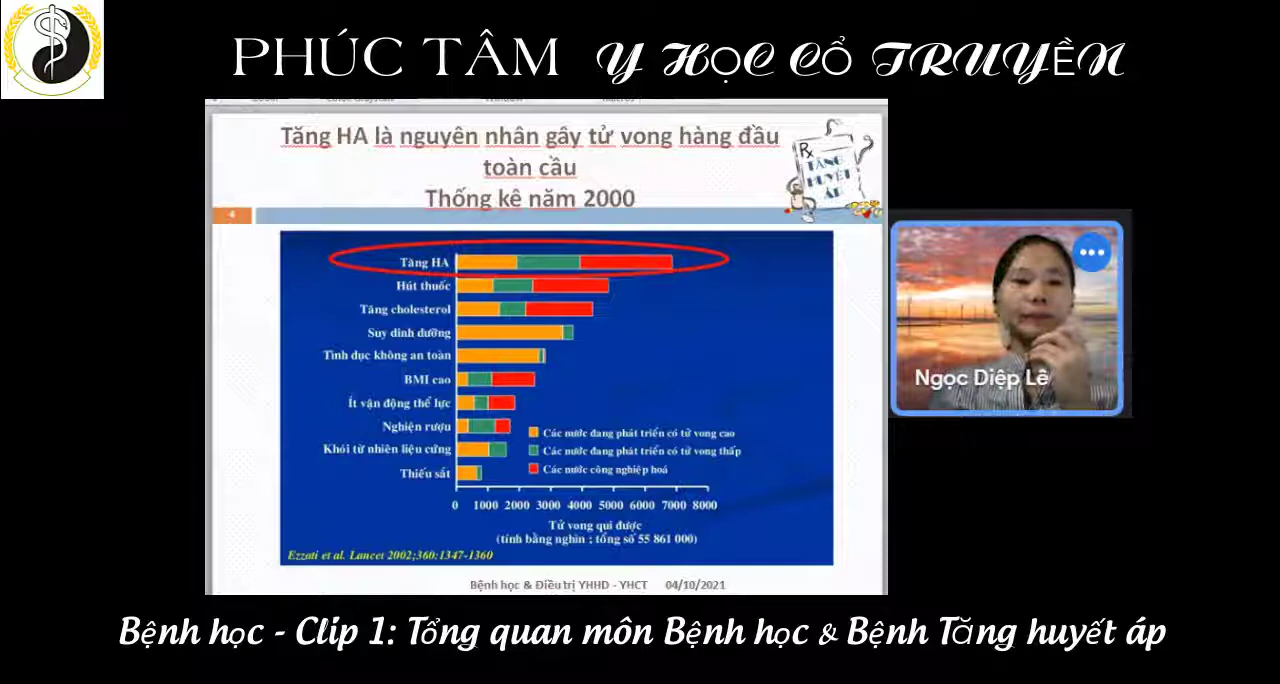 PHÚC TÂM Y HỌC CỔ TRUYỀN
Tăng HA là nguyên nhân gây tử vong hàng đầu
toàn cầu
Thống kê năm 2000
Rx
TĂNG
HUYẾT
ÁP
4
Tăng HA
Hút thuốc
Tăng cholesterol
Suy dinh dưỡng
Tình dục không an toàn
BMI cao
Ít vận động thể lực
Nghiện rượu
Khói từ nhiên liệu cứng
Thiếu sắt
Các nước đang phát triển có tử vong cao
Các nước đang phát triển có tử vong thấp
Các nước công nghiệp hoá
0 1000 2000 3000 4000 5000 6000 7000 8000
Tử vong qui được
(tính bằng nghìn ; tổng số 55 861 000)
Ezzati et al. Lancet 2002;360:1347-1360
Bệnh học & Điều trị YHHD - YHCT 04/10/2021
Ngọc Diệp Lê
Bệnh học - Clip 1: Tổng quan môn Bệnh học & Bệnh Tăng huyết áp